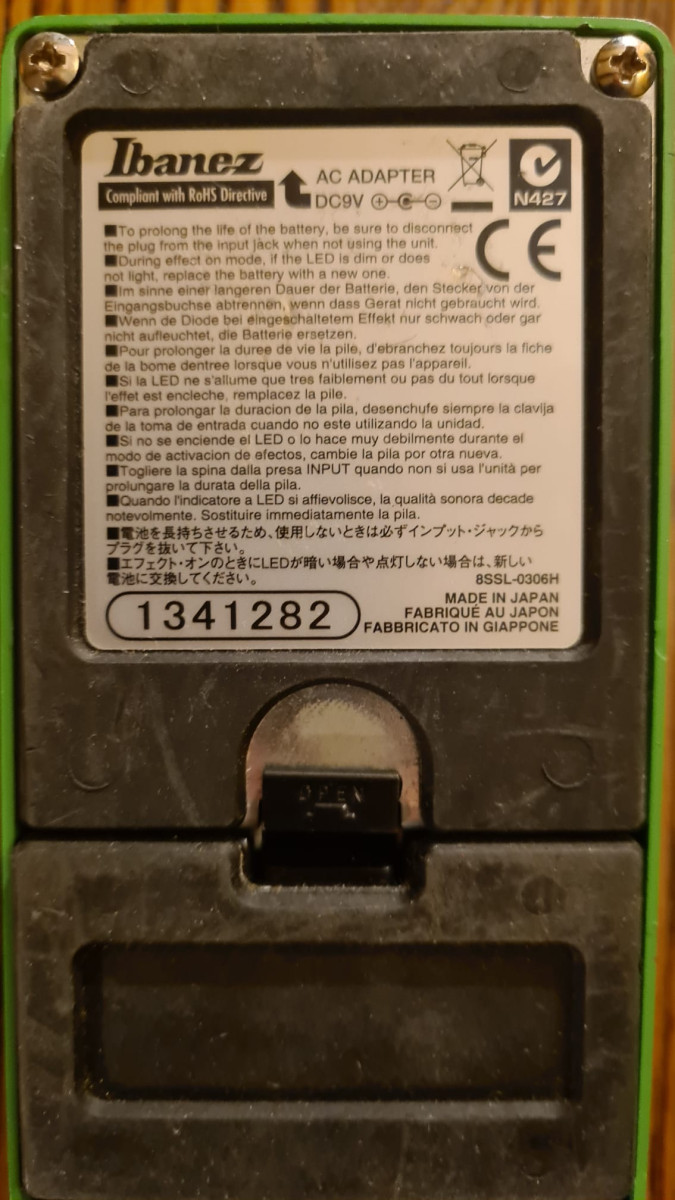 Ibanez
Compliant with RoHS Directive
AC ADAPTER
DC9V
N427
CE
■To prolong the life of the battery, be sure to disconnect
the plug from the input jack when not using the unit.
■During effect on mode, if the LED is dim or does
not light, replace the battery with a new one.
■Im sinne einer langeren Dauer der Batterie, den Stecker von der
Eingangsbuchse abtrennen, wenn dass Gerat nicht gebraucht wird.
■Wenn de Diode bei eingeschaltetem Effekt nur schwach oder gar
nicht aufleuchtet, die Batterie ersetzen.
■Pour prolonger la duree de vie la pile, d'ebranchez toujours la fiche
de la bome dentree lorsque vous n'utilizez pas l'appareil.
■Si la LED ne s'allume que tres faiblement ou pas du tout lorsque
l'effet est encleche, remplacez la pile.
■Para prolongar la duracion de la pila, desenchufe siempre la clavija
de la toma de entrada cuando no este utilizando la unidad.
■Si no se enciende el LED o lo hace muy debilmente durante el
modo de activacion de efectos, cambie la pila por otra nueva.
■Togliere la spina dalla presa INPUT quando non si usa l'unità per
prolungare la durata della pila.
■Quando l'indicatore a LED si affievolisce, la qualità sonora decade
notevolmente. Sostituire immediatamente la pila.
■電池を長持ちさせるため、使用しないときは必ずインプット・ジャックから
プラグを抜いて下さい。
■エフェクト・オンのときにLEDが暗い場合や点灯しない場合は、新しい
電池に交換してください。
8SSL-0306H
1341282
MADE IN JAPAN
FABRIQUÉ AU JAPON
FABBRICATO IN GIAPPONE
OPEN